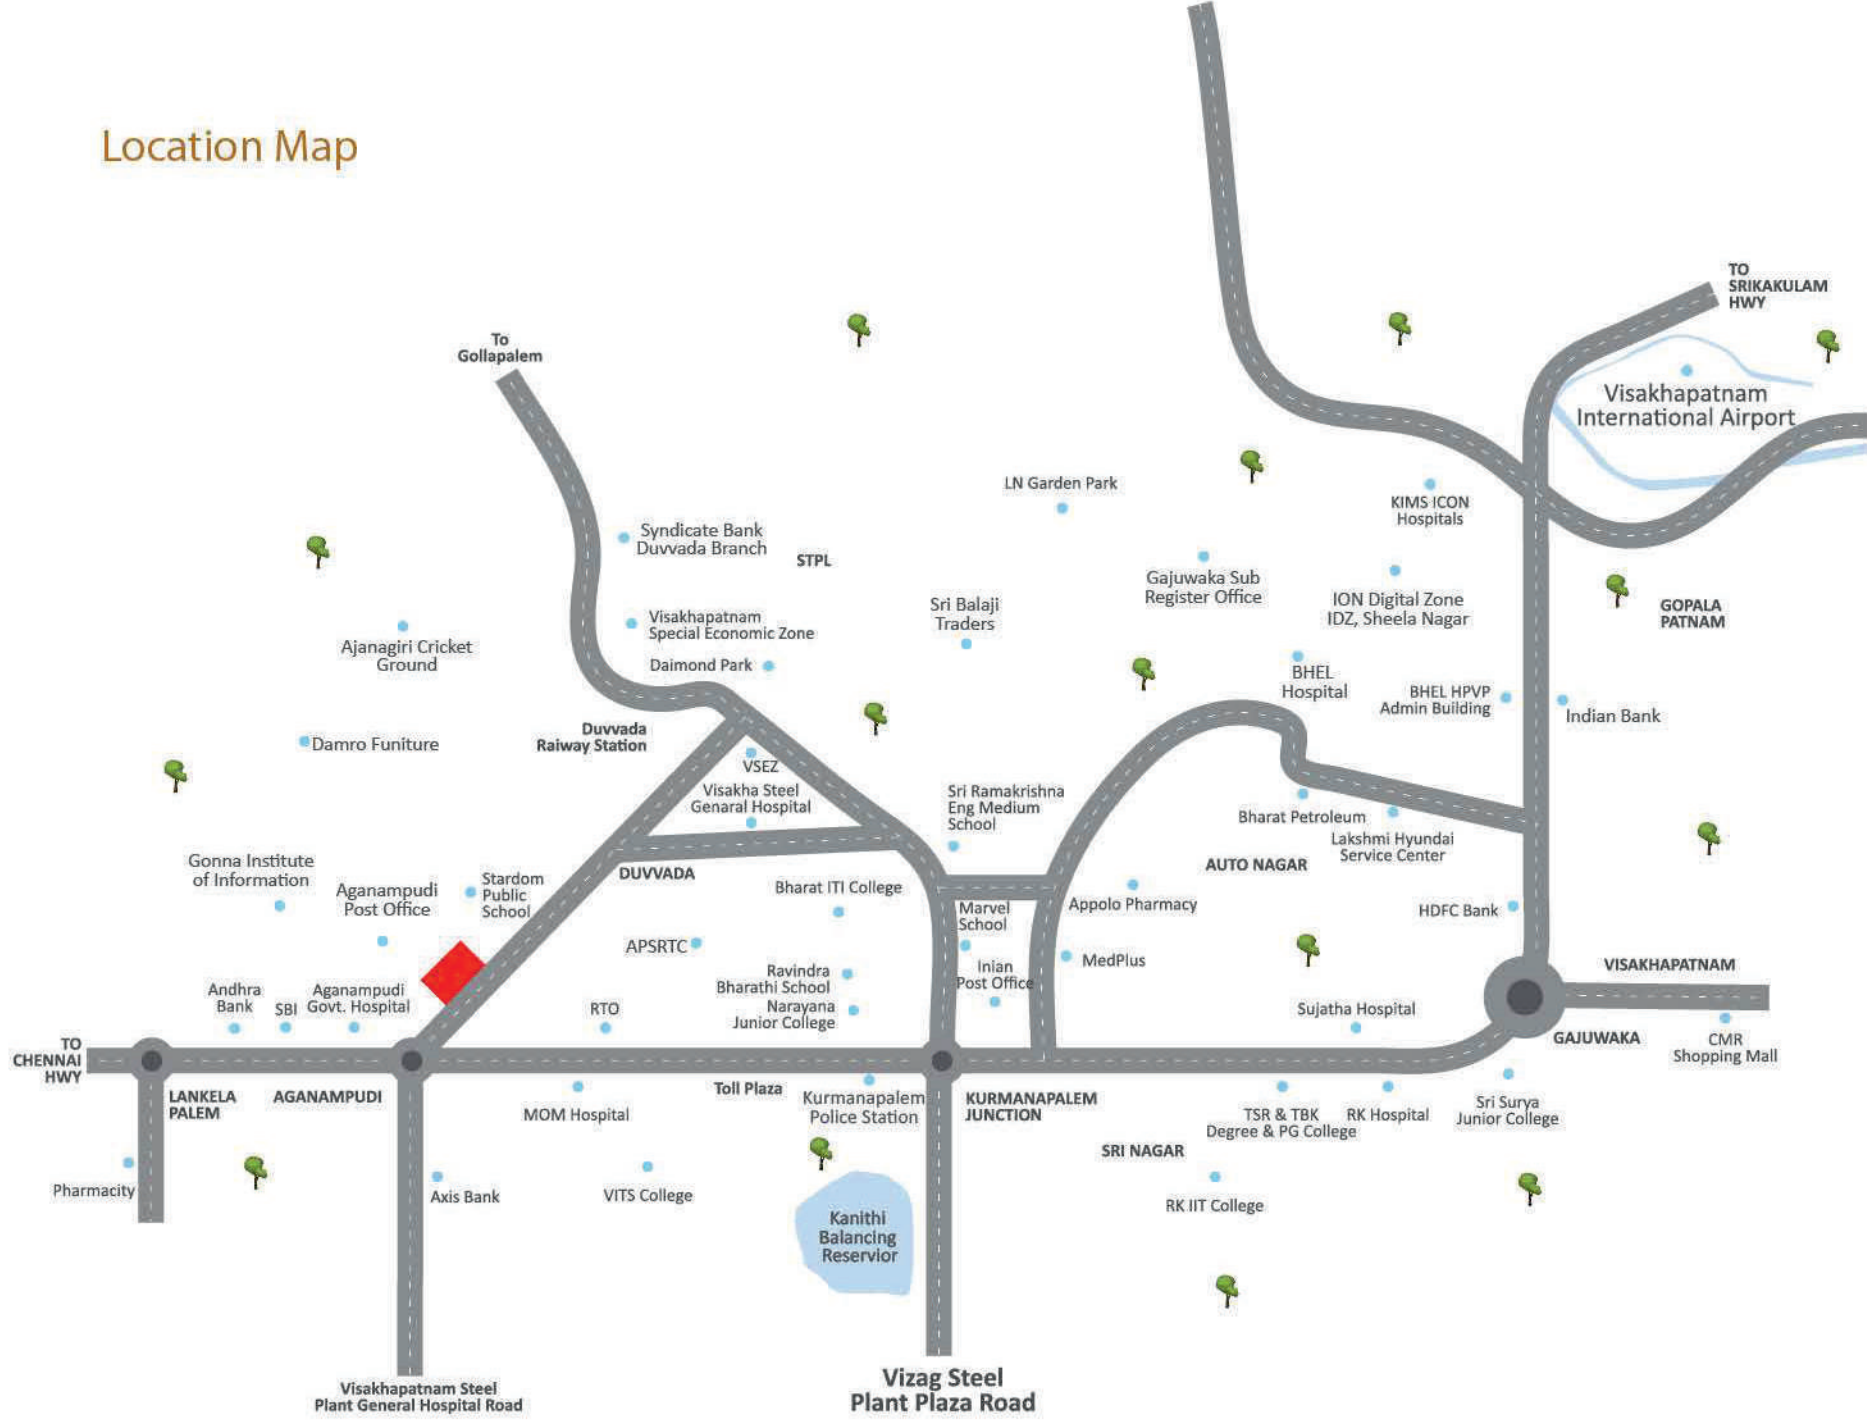 Location Map
TO
SRIKAKULAM
HWY
To
Gollapalem
Visakhapatnam
International Airport
LN Garden Park
KIMS ICON
Hospitals
Syndicate Bank
Duvvada Branch
STPL
Gajuwaka Sub
Register Office
ION Digital Zone
IDZ, Sheela Nagar
GOPALA
PATNAM
Sri Balaji
Traders
Visakhapatnam
Special Economic Zone
Ajanagiri Cricket
Ground
Daimond Park
BHEL
Hospital
BHEL HPVP
Admin Building
Indian Bank
Duvvada
Raiway Station
Damro Funiture
VSEZ
Visakha Steel
Genaral Hospital
Sri Ramakrishna
Eng Medium
School
Bharat Petroleum
Lakshmi Hyundai
Service Center
AUTO NAGAR
Gonna Institute
of Information
DUVVADA
Bharat ITI College
Aganampudi
Post Office
Stardom
Public
School
Marvel
School
Appolo Pharmacy
HDFC Bank
APSRTC
MedPlus
VISAKHAPATNAM
Ravindra
Bharathi School
Narayana
Junior College
Inian
Post Office
Andhra
Bank
SBI
Aganampudi
Govt. Hospital
RTO
Sujatha Hospital
GAJUWAKA
CMR
Shopping Mall
TO
CHENNAI
HWY
LANKELA
PALEM
AGANAMPUDI
Toll Plaza
Kurmanapalem
Police Station
KURMANAPALEM
JUNCTION
MOM Hospital
TSR & TBK
Degree & PG College
RK Hospital
Sri Surya
Junior College
SRI NAGAR
Pharmacity
Axis Bank
VITS College
RK IIT College
Kanithi
Balancing
Reservior
Visakhapatnam Steel
Plant General Hospital Road
Vizag Steel
Plant Plaza Road